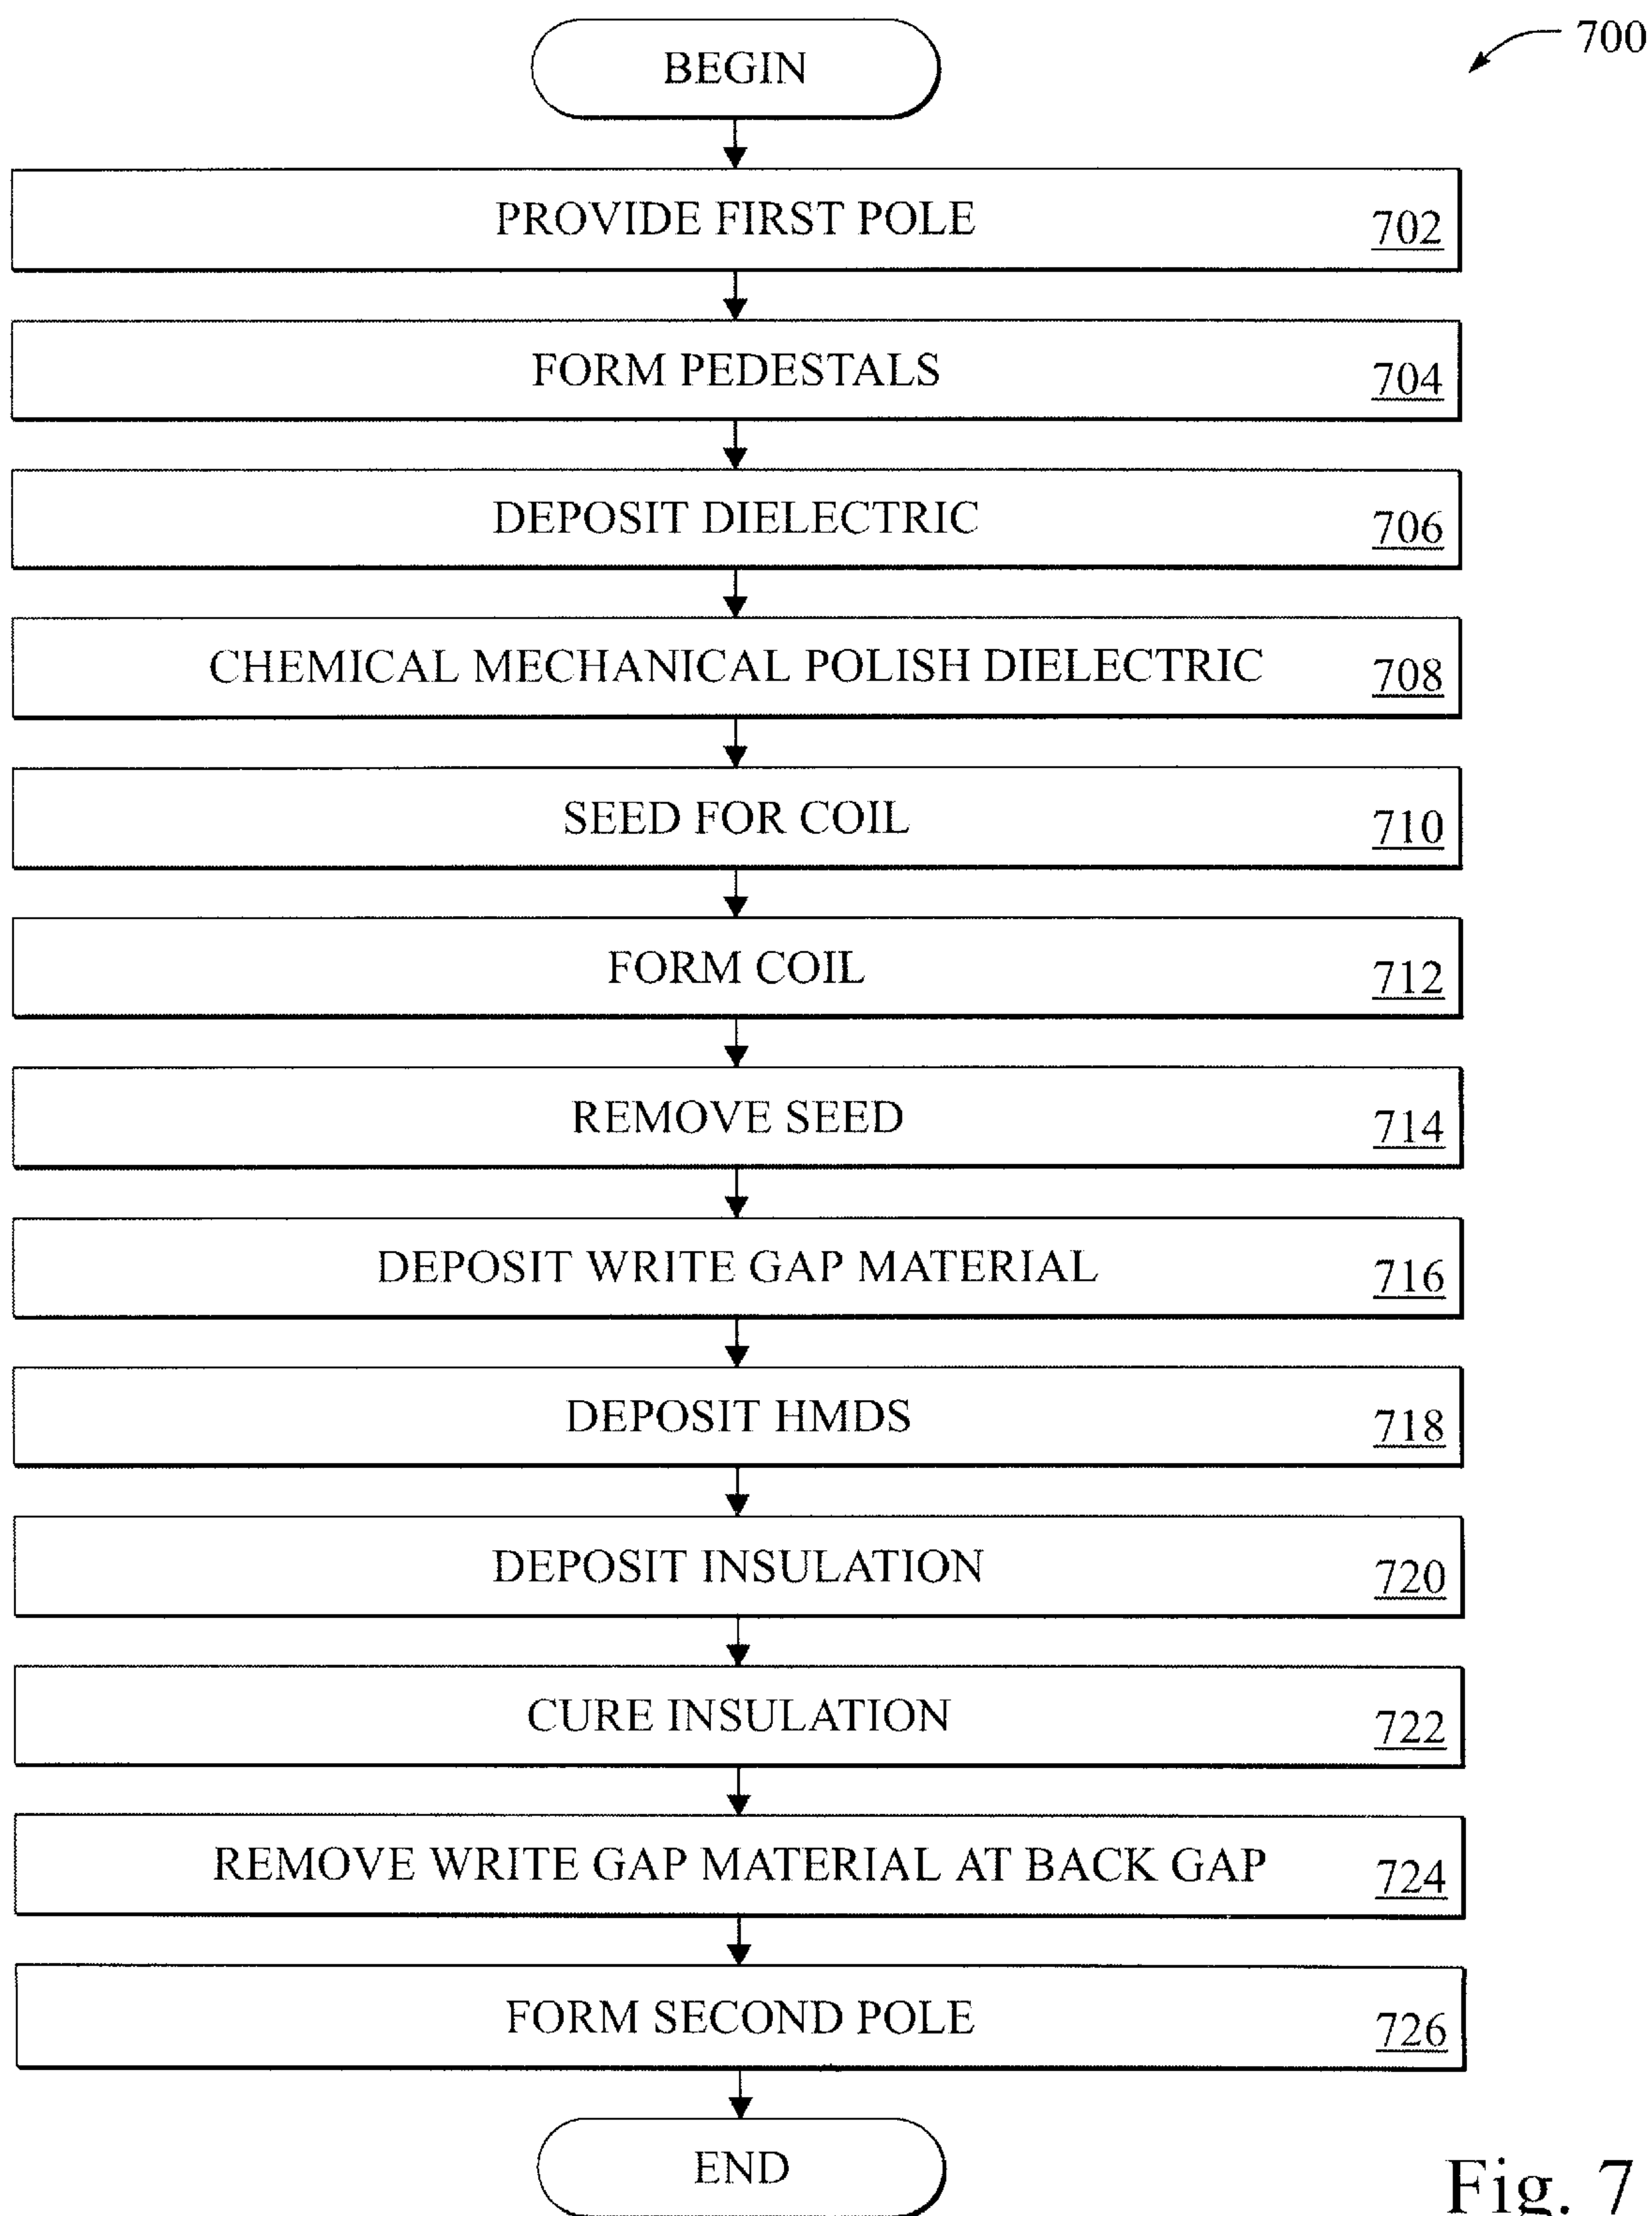 700
BEGIN
PROVIDE FIRST POLE 702
FORM PEDESTALS 704
DEPOSIT DIELECTRIC 706
CHEMICAL MECHANICAL POLISH DIELECTRIC 708
SEED FOR COIL 710
FORM COIL 712
REMOVE SEED 714
DEPOSIT WRITE GAP MATERIAL 716
DEPOSIT HMDS 718
DEPOSIT INSULATION 720
CURE INSULATION 722
REMOVE WRITE GAP MATERIAL AT BACK GAP 724
FORM SECOND POLE 726
END
Fig. 7